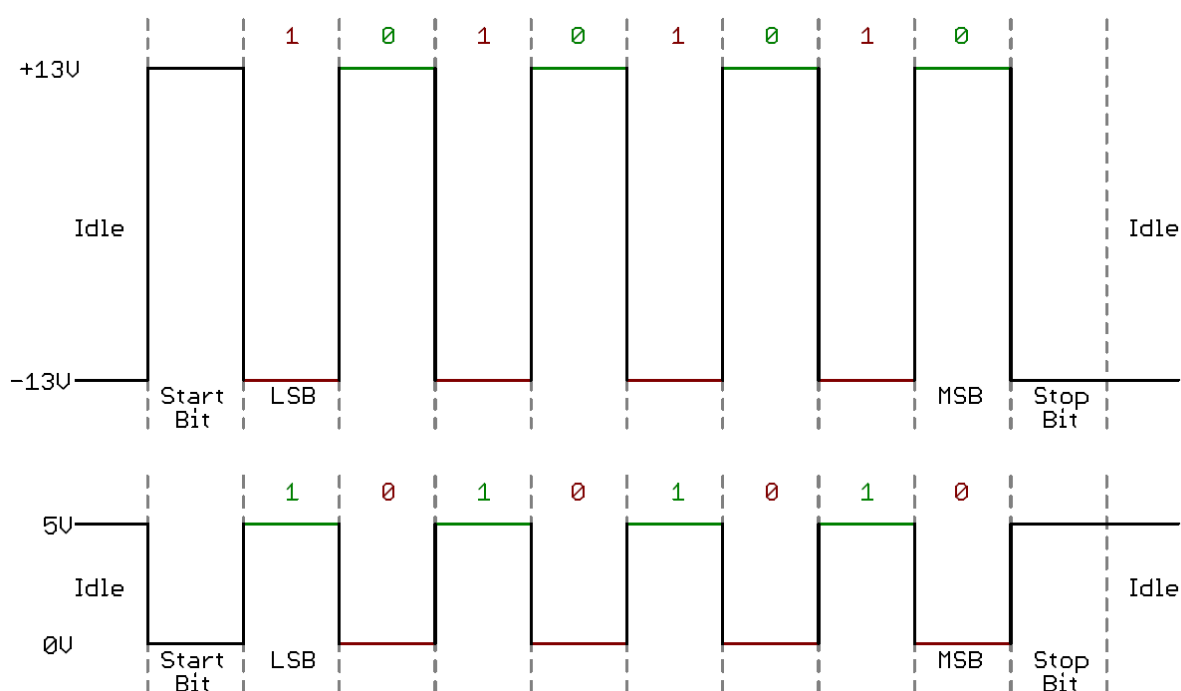 1 0 1 0 1 0 1 0
+13V
Idle Idle
-13V
Start LSB MSB Stop
Bit Bit
1 0 1 0 1 0 1 0
5V
Idle Idle
0V
Start LSB MSB Stop
Bit Bit